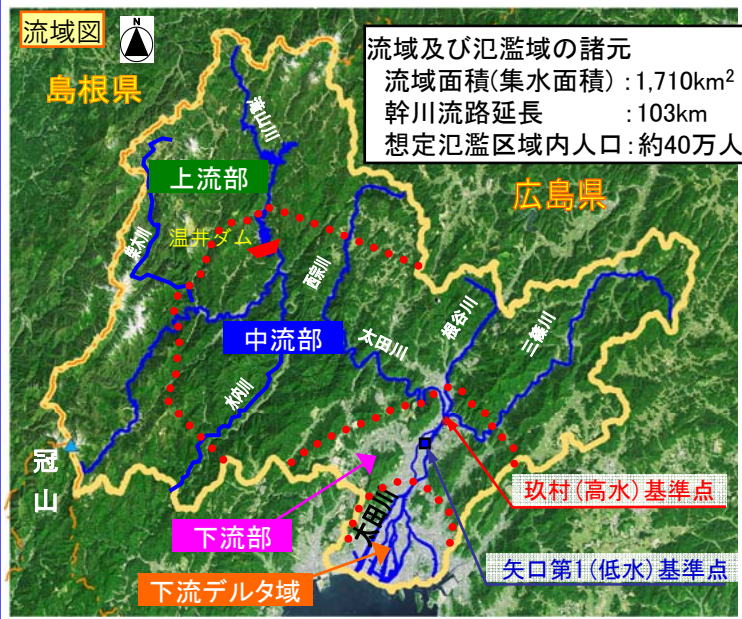 流域図
N
流域及び氾濫域の諸元
流域面積(集水面積):1,710km²
幹川流路延長 :103km
想定氾濫区域内人口:約40万人
島根県
広島県
滝山川
上流部
温井ダム
柴木川
西宗川
中流部
太田川
根谷川
三篠川
水内川
冠山
玖村(高水)基準点
太田川
下流部
矢口第1(低水)基準点
下流デルタ域